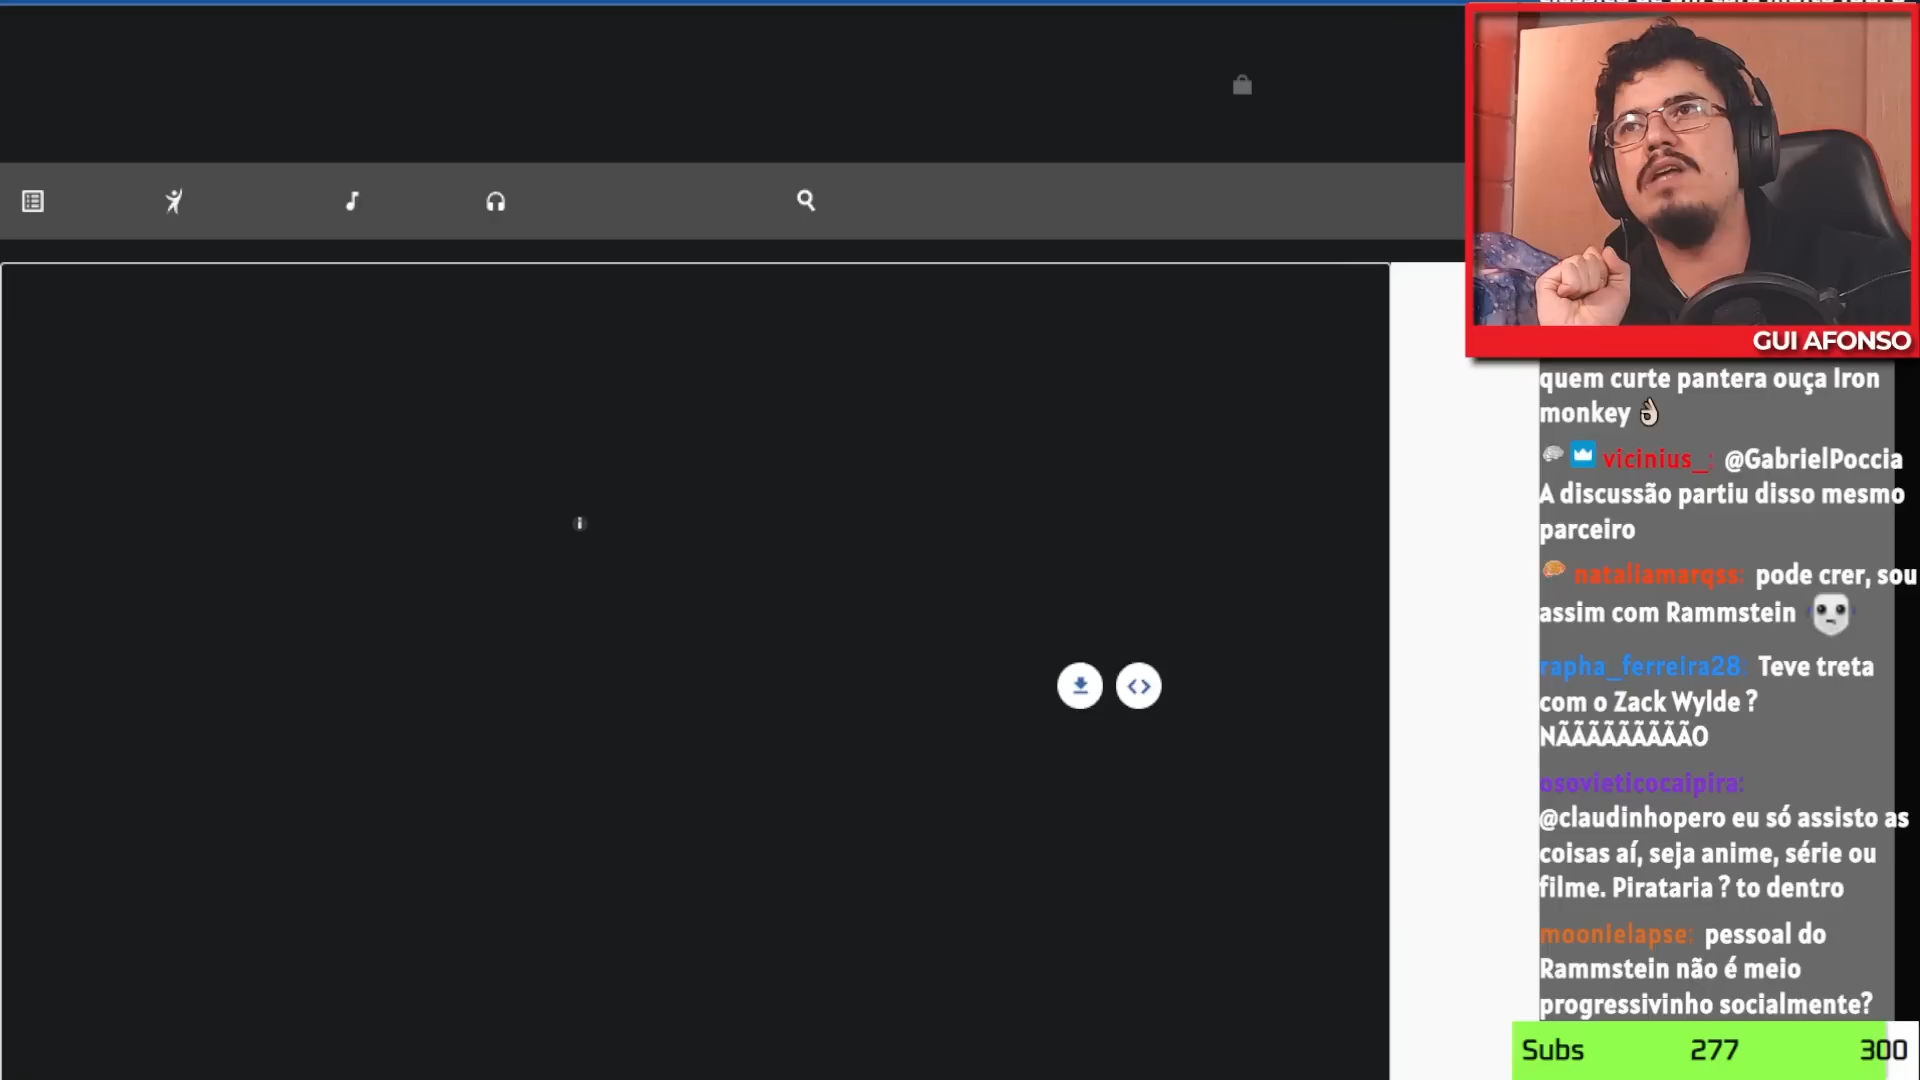 GUI AFONSO
quem curte pantera ouça Iron
monkey 👌🏻
vicinius_: @GabrielPoccia
A discussão partiu disso mesmo
parceiro
natallamarqss: pode crer, sou
assim com Rammstein
rapha_ferreira28: Teve treta
com o Zack Wylde ?
NÃÃÃÃÃÃÃÃÃO
osovieticocaipira:
@claudinhopero eu só assisto as
coisas aí, seja anime, série ou
filme. Pirataria ? to dentro
moonielapse: pessoal do
Rammstein não é meio
progressivinho socialmente?
Subs 277 300